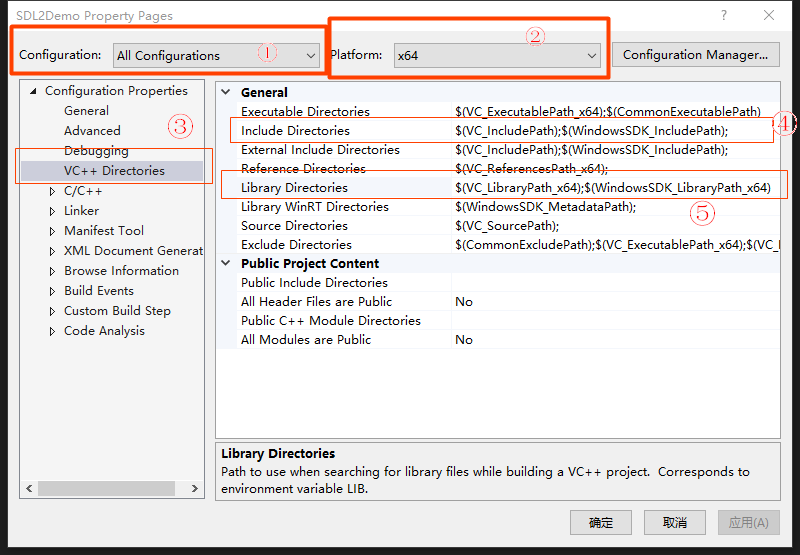 SDL2Demo Property Pages
? ×
Configuration: All Configurations ①
Platform: x64 ②
Configuration Manager...
Configuration Properties
General
Advanced
③
Debugging
VC++ Directories
C/C++
Linker
Manifest Tool
XML Document Generat
Browse Information
Build Events
Custom Build Step
Code Analysis
General
Executable Directories $(VC_ExecutablePath_x64);$(CommonExecutablePath)
Include Directories $(VC_IncludePath);$(WindowsSDK_IncludePath); ④
External Include Directories $(VC_IncludePath);$(WindowsSDK_IncludePath);
Reference Directories $(VC_ReferencesPath_x64);
Library Directories $(VC_LibraryPath_x64);$(WindowsSDK_LibraryPath_x64)
Library WinRT Directories $(WindowsSDK_MetadataPath); ⑤
Source Directories $(VC_SourcePath);
Exclude Directories $(CommonExcludePath);$(VC_ExecutablePath_x64);$(VC_I
Public Project Content
Public Include Directories
All Header Files are Public No
Public C++ Module Directories
All Modules are Public No
Library Directories
Path to use when searching for library files while building a VC++ project. Corresponds to
environment variable LIB.
确定 取消 应用(A)